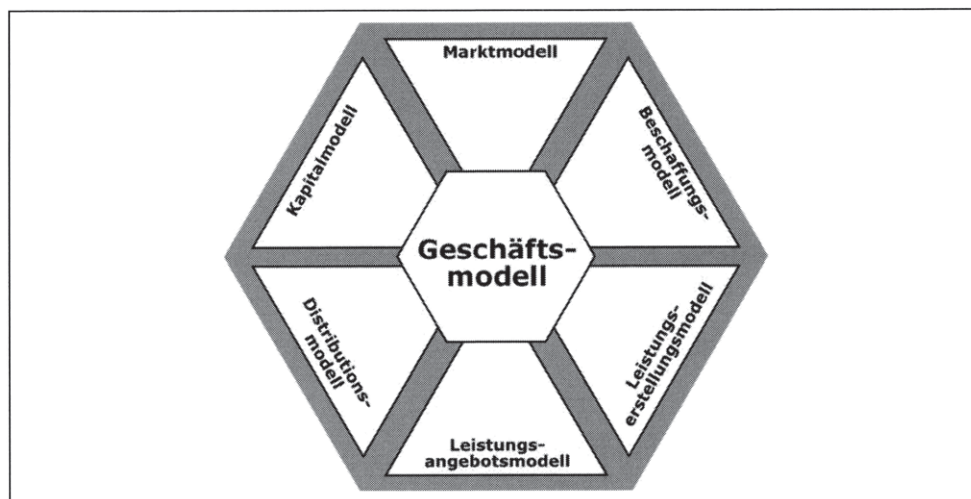 Marktmodell
Beschaffungs-
modell
Leistungs-
erstellungsmodell
Leistungs-
angebotsmodell
Distributions-
modell
Kapitalmodell
Geschäfts-
modell